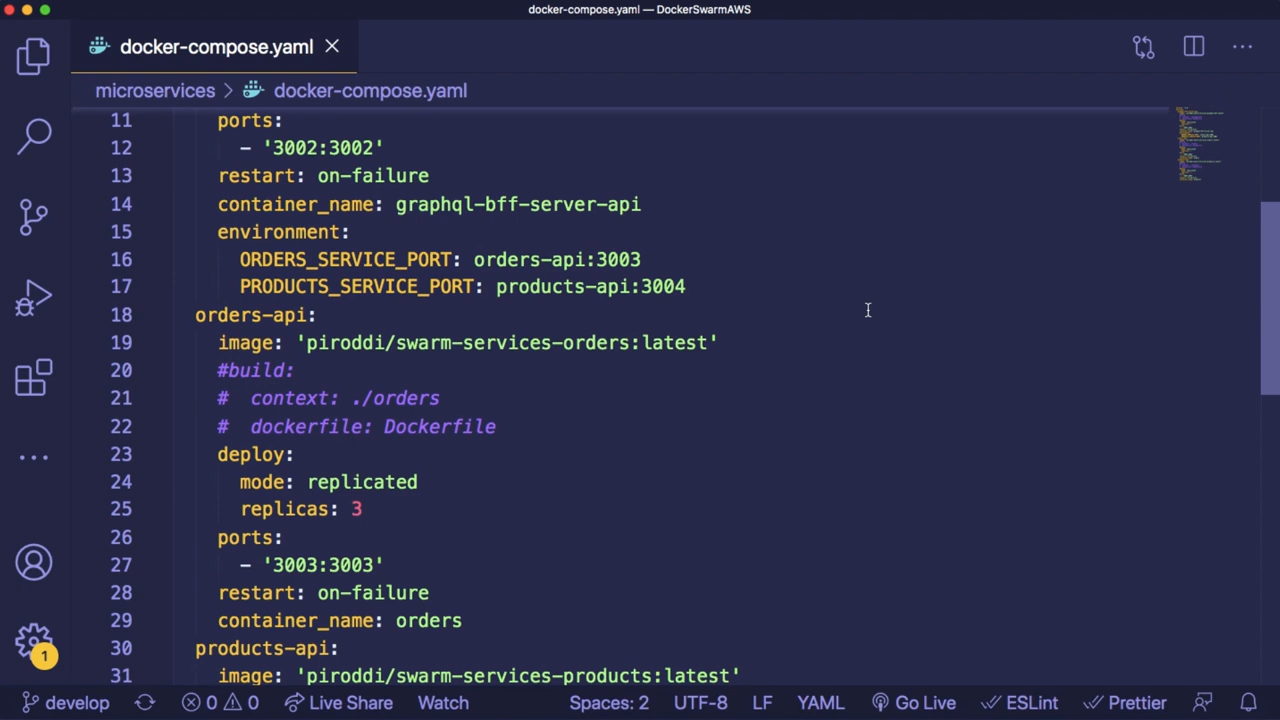 docker-compose.yaml — DockerSwarmAWS
docker-compose.yaml
microservices > docker-compose.yaml
11 ports:
12 - '3002:3002'
13 restart: on-failure
14 container_name: graphql-bff-server-api
15 environment:
16 ORDERS_SERVICE_PORT: orders-api:3003
17 PRODUCTS_SERVICE_PORT: products-api:3004
18 orders-api:
19 image: 'piroddi/swarm-services-orders:latest'
20 #build:
21 # context: ./orders
22 # dockerfile: Dockerfile
23 deploy:
24 mode: replicated
25 replicas: 3
26 ports:
27 - '3003:3003'
28 restart: on-failure
29 container_name: orders
30 products-api:
31 image: 'piroddi/swarm-services-products:latest'
1
develop 0 0 Live Share Watch Spaces: 2 UTF-8 LF YAML Go Live ESLint Prettier